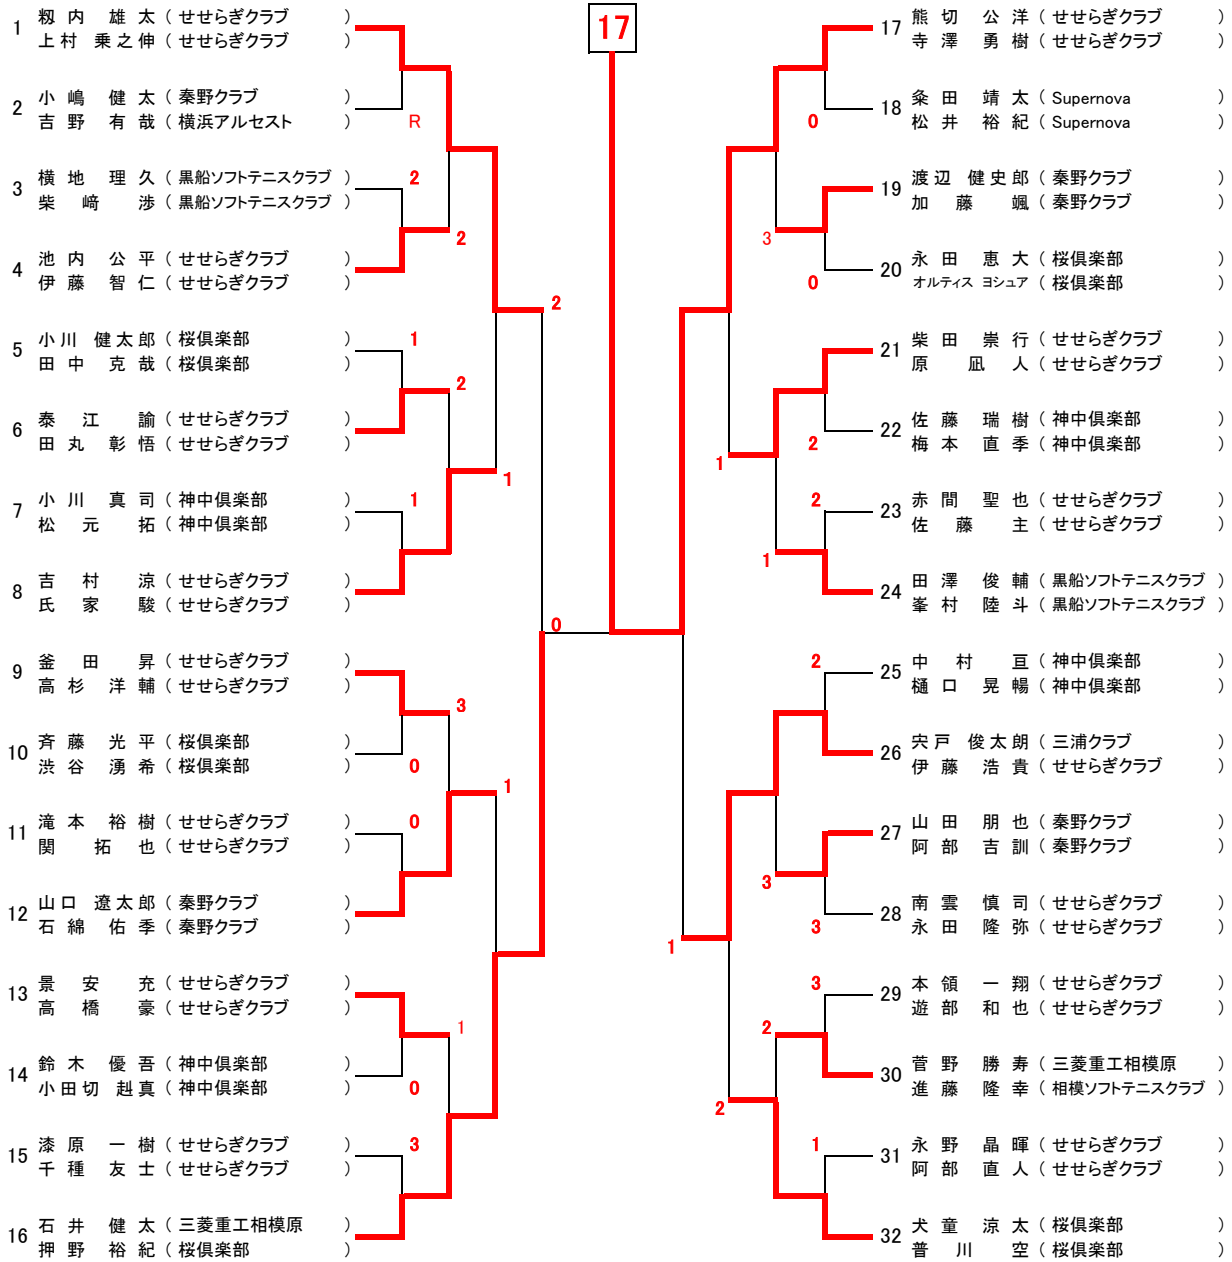 17
1 籾内 雄太 ( せせらぎクラブ )
上村 乗之伸 ( せせらぎクラブ )
2 小嶋 健太 ( 秦野クラブ )
吉野 有哉 ( 横浜アルセスト ) R
3 横地 理久 ( 黒船ソフトテニスクラブ ) 2
柴﨑 渉 ( 黒船ソフトテニスクラブ )
2
4 池内 公平 ( せせらぎクラブ )
伊藤 智仁 ( せせらぎクラブ )
2
5 小川 健太郎 ( 桜倶楽部 ) 1
田中 克哉 ( 桜倶楽部 )
2
6 泰江 諭 ( せせらぎクラブ )
田丸 彰悟 ( せせらぎクラブ )
1
7 小川 真司 ( 神中倶楽部 ) 1
松元 拓 ( 神中倶楽部 )
8 吉村 涼 ( せせらぎクラブ )
氏家 駿 ( せせらぎクラブ )
0
9 釜田 昇 ( せせらぎクラブ )
高杉 洋輔 ( せせらぎクラブ )
3
10 斉藤 光平 ( 桜倶楽部 )
渋谷 湧希 ( 桜倶楽部 ) 0
1
11 滝本 裕樹 ( せせらぎクラブ ) 0
関 拓也 ( せせらぎクラブ )
12 山口 遼太郎 ( 秦野クラブ )
石綿 佑季 ( 秦野クラブ )
13 景安 充 ( せせらぎクラブ )
高橋 豪 ( せせらぎクラブ )
1
14 鈴木 優吾 ( 神中倶楽部 )
小田切 赳真 ( 神中倶楽部 ) 0
15 漆原 一樹 ( せせらぎクラブ ) 3
千種 友士 ( せせらぎクラブ )
16 石井 健太 ( 三菱重工相模原 )
押野 裕紀 ( 桜倶楽部 )
17 熊切 公洋 ( せせらぎクラブ )
寺澤 勇樹 ( せせらぎクラブ )
18 粂田 靖太 ( Supernova )
0 松井 裕紀 ( Supernova )
19 渡辺 健史郎 ( 秦野クラブ )
加藤 颯 ( 秦野クラブ )
3
20 永田 恵大 ( 桜倶楽部 )
0 オルティス ヨシュア ( 桜倶楽部 )
21 柴田 崇行 ( せせらぎクラブ )
原 凪人 ( せせらぎクラブ )
22 佐藤 瑞樹 ( 神中倶楽部 )
2 梅本 直季 ( 神中倶楽部 )
1
2 23 赤間 聖也 ( せせらぎクラブ )
佐藤 主 ( せせらぎクラブ )
1
24 田澤 俊輔 ( 黒船ソフトテニスクラブ )
峯村 陸斗 ( 黒船ソフトテニスクラブ )
2 25 中村 亘 ( 神中倶楽部 )
樋口 晃暢 ( 神中倶楽部 )
26 宍戸 俊太朗 ( 三浦クラブ )
伊藤 浩貴 ( せせらぎクラブ )
27 山田 朋也 ( 秦野クラブ )
阿部 吉訓 ( 秦野クラブ )
3
28 南雲 慎司 ( せせらぎクラブ )
3 永田 隆弥 ( せせらぎクラブ )
1
3 29 本領 一翔 ( せせらぎクラブ )
遊部 和也 ( せせらぎクラブ )
2
30 菅野 勝寿 ( 三菱重工相模原 )
進藤 隆幸 ( 相模ソフトテニスクラブ )
2
1 31 永野 晶暉 ( せせらぎクラブ )
阿部 直人 ( せせらぎクラブ )
32 犬童 涼太 ( 桜倶楽部 )
普川 空 ( 桜倶楽部 )